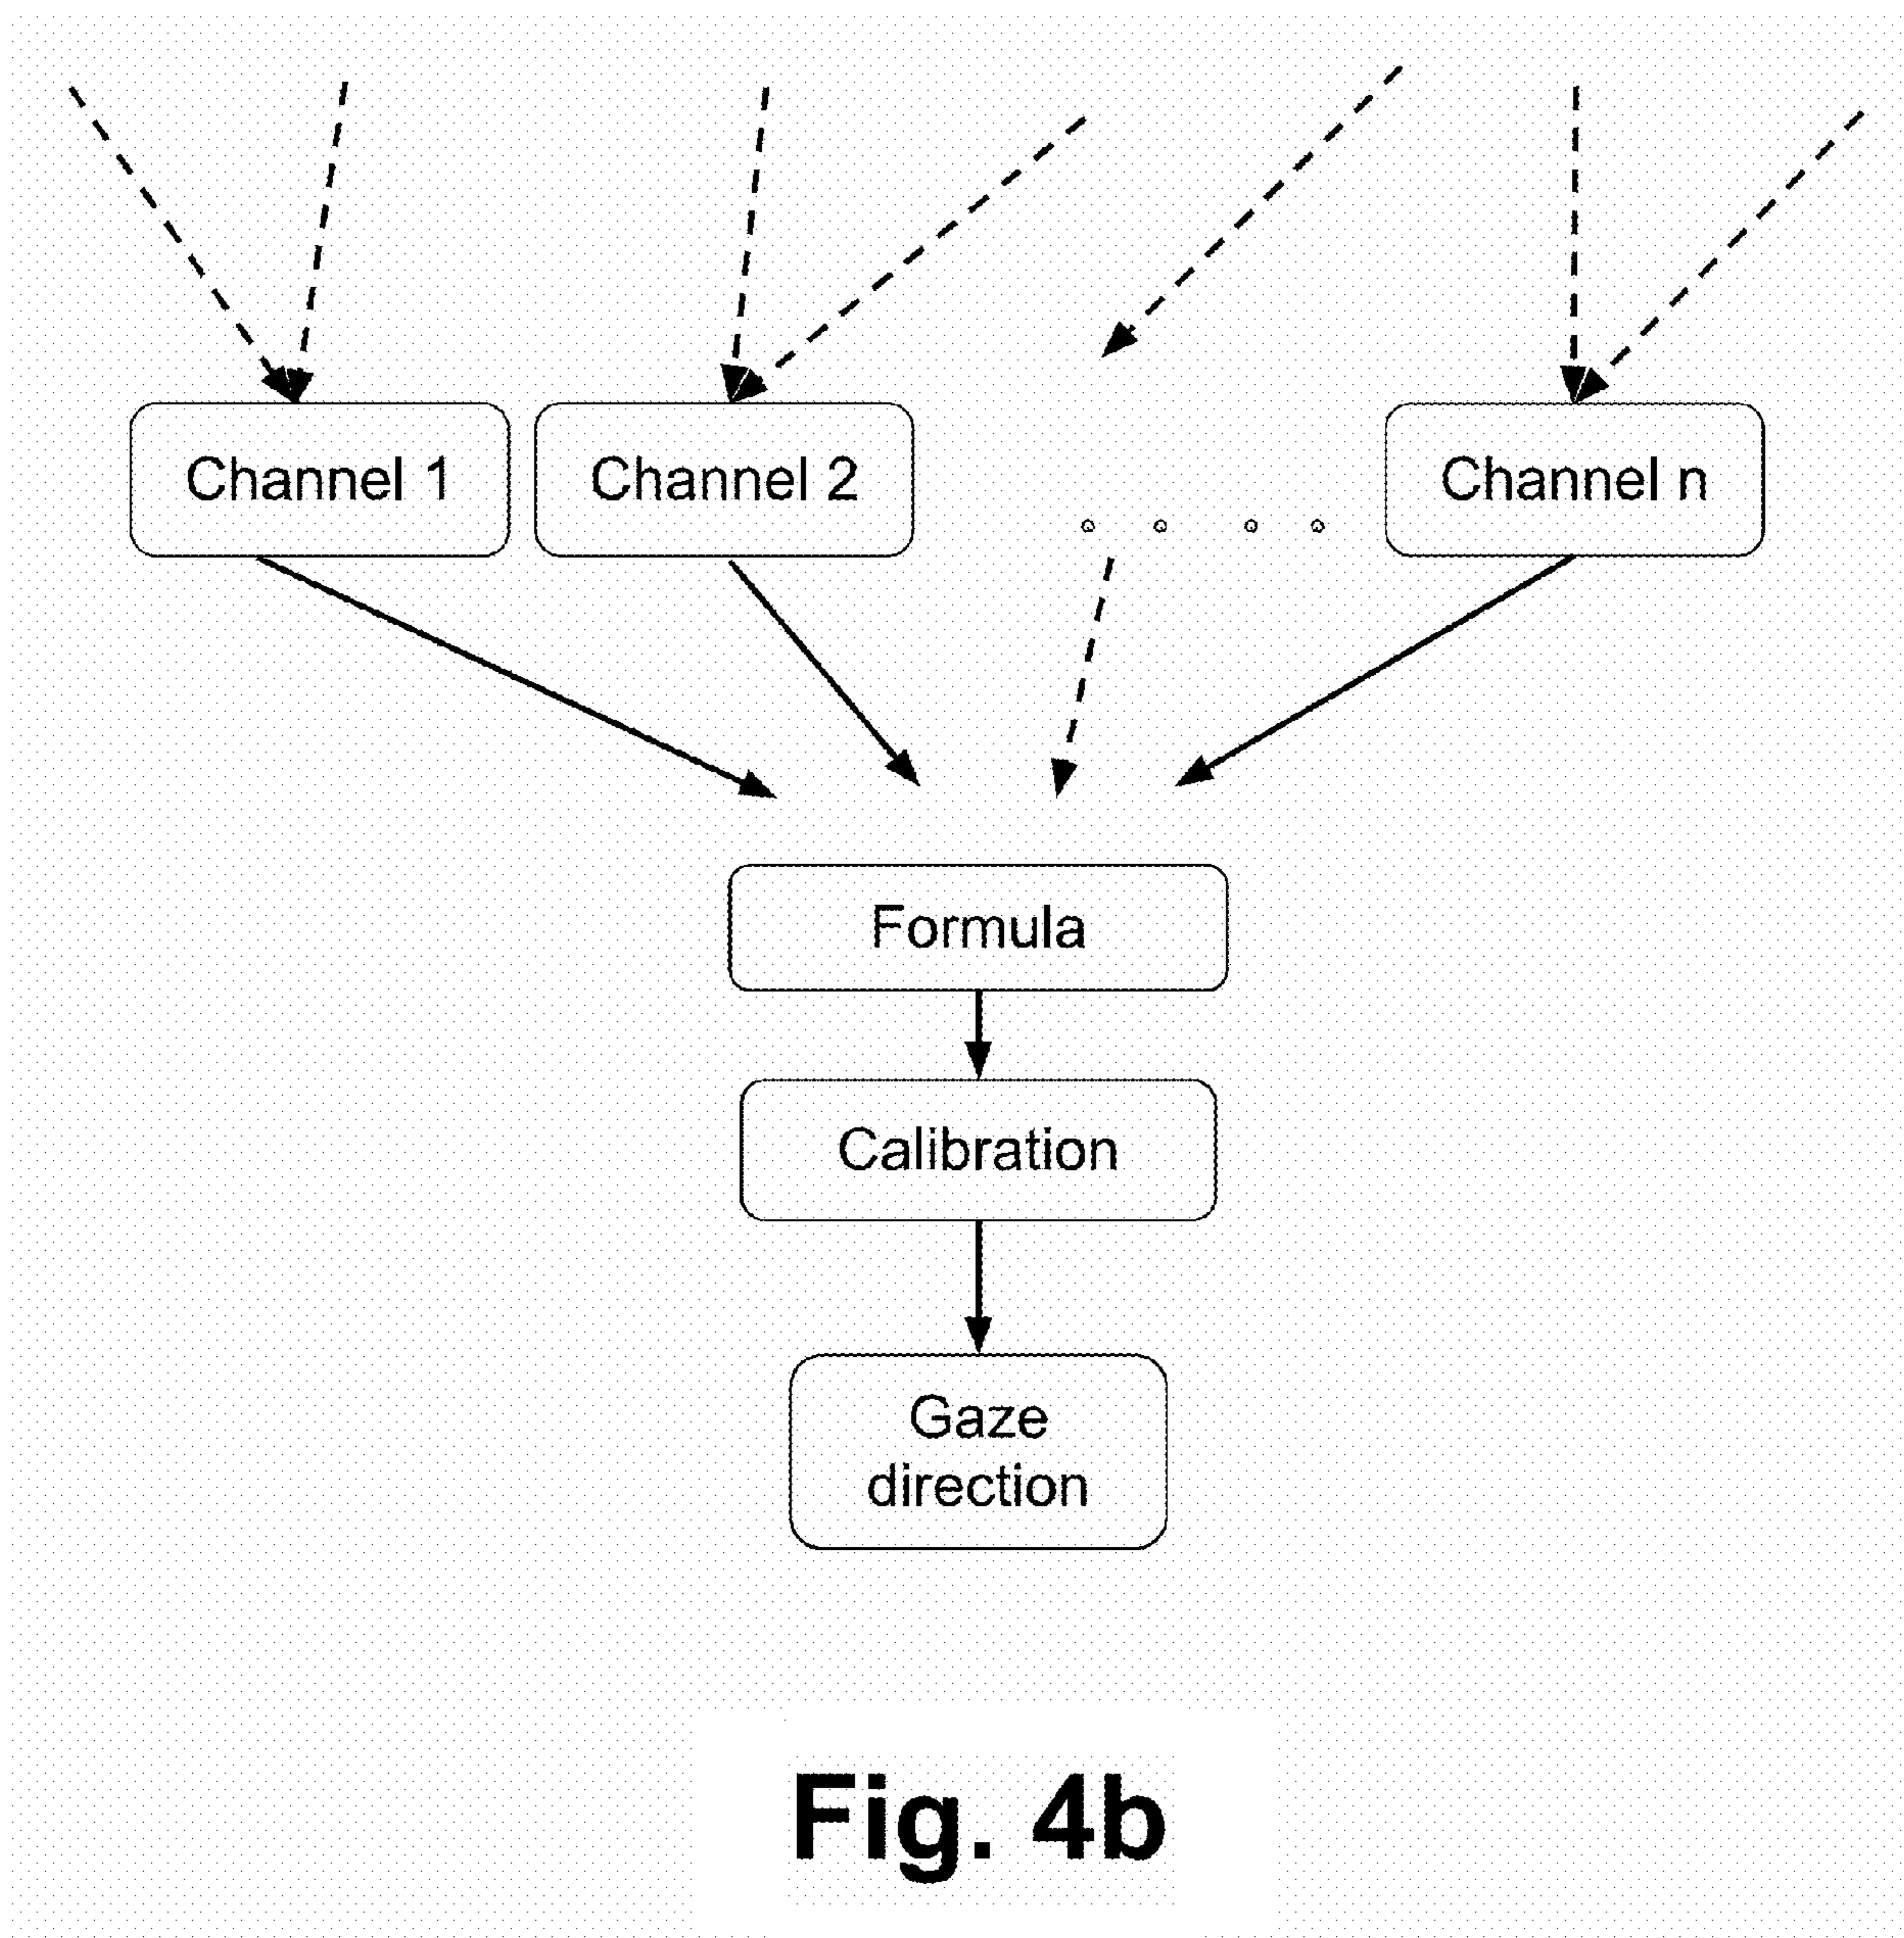 Channel 1
Channel 2
Channel n
Formula
Calibration
Gaze
direction
Fig. 4b